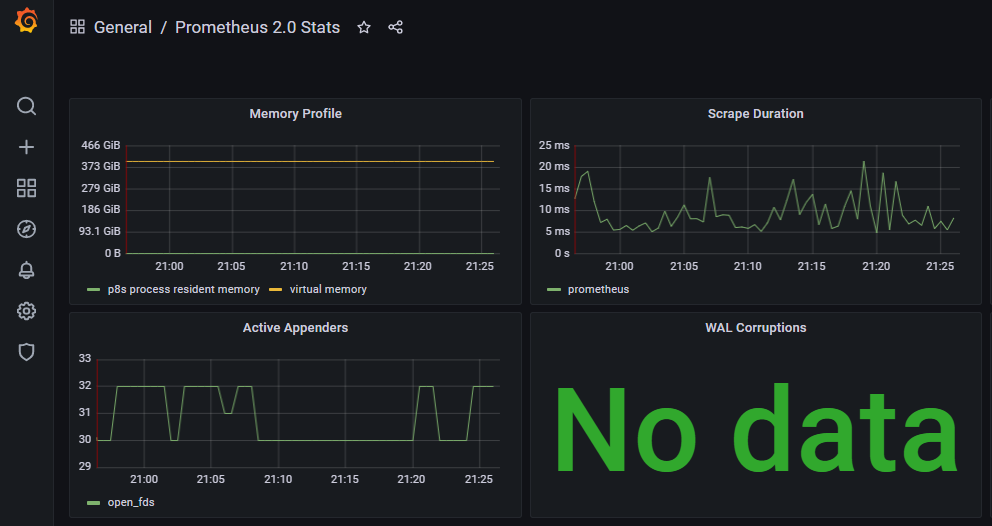 General / Prometheus 2.0 Stats
Memory Profile
466 GiB
373 GiB
279 GiB
186 GiB
93.1 GiB
0 B
21:00 21:05 21:10 21:15 21:20 21:25
p8s process resident memory virtual memory
Scrape Duration
25 ms
20 ms
15 ms
10 ms
5 ms
0 s
21:00 21:05 21:10 21:15 21:20 21:25
prometheus
Active Appenders
33
32
31
30
29
21:00 21:05 21:10 21:15 21:20 21:25
open_fds
WAL Corruptions
No data